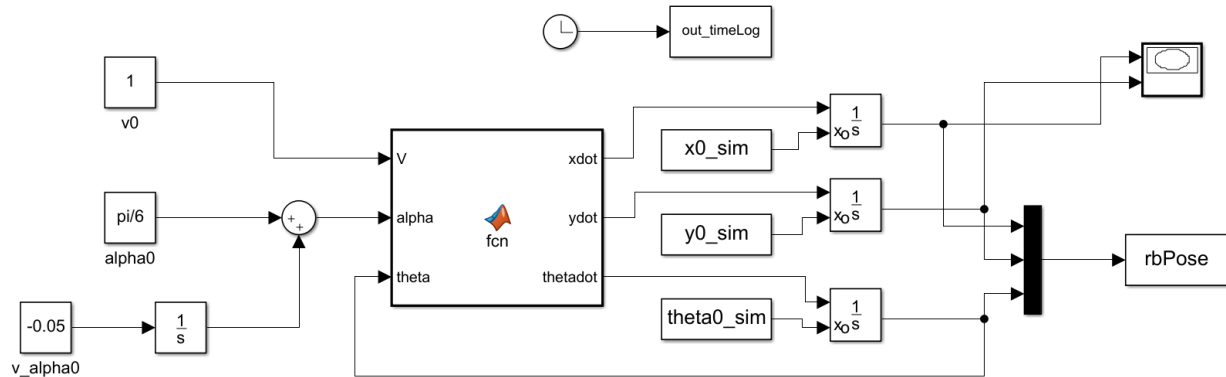 out_timeLog
1
v0
V
xdot
1
s
xo
x0_sim
pi/6
alpha0
+
+
alpha
fcn
ydot
1
s
xo
y0_sim
theta
thetadot
1
s
xo
theta0_sim
rbPose
-0.05
v_alpha0
1
s